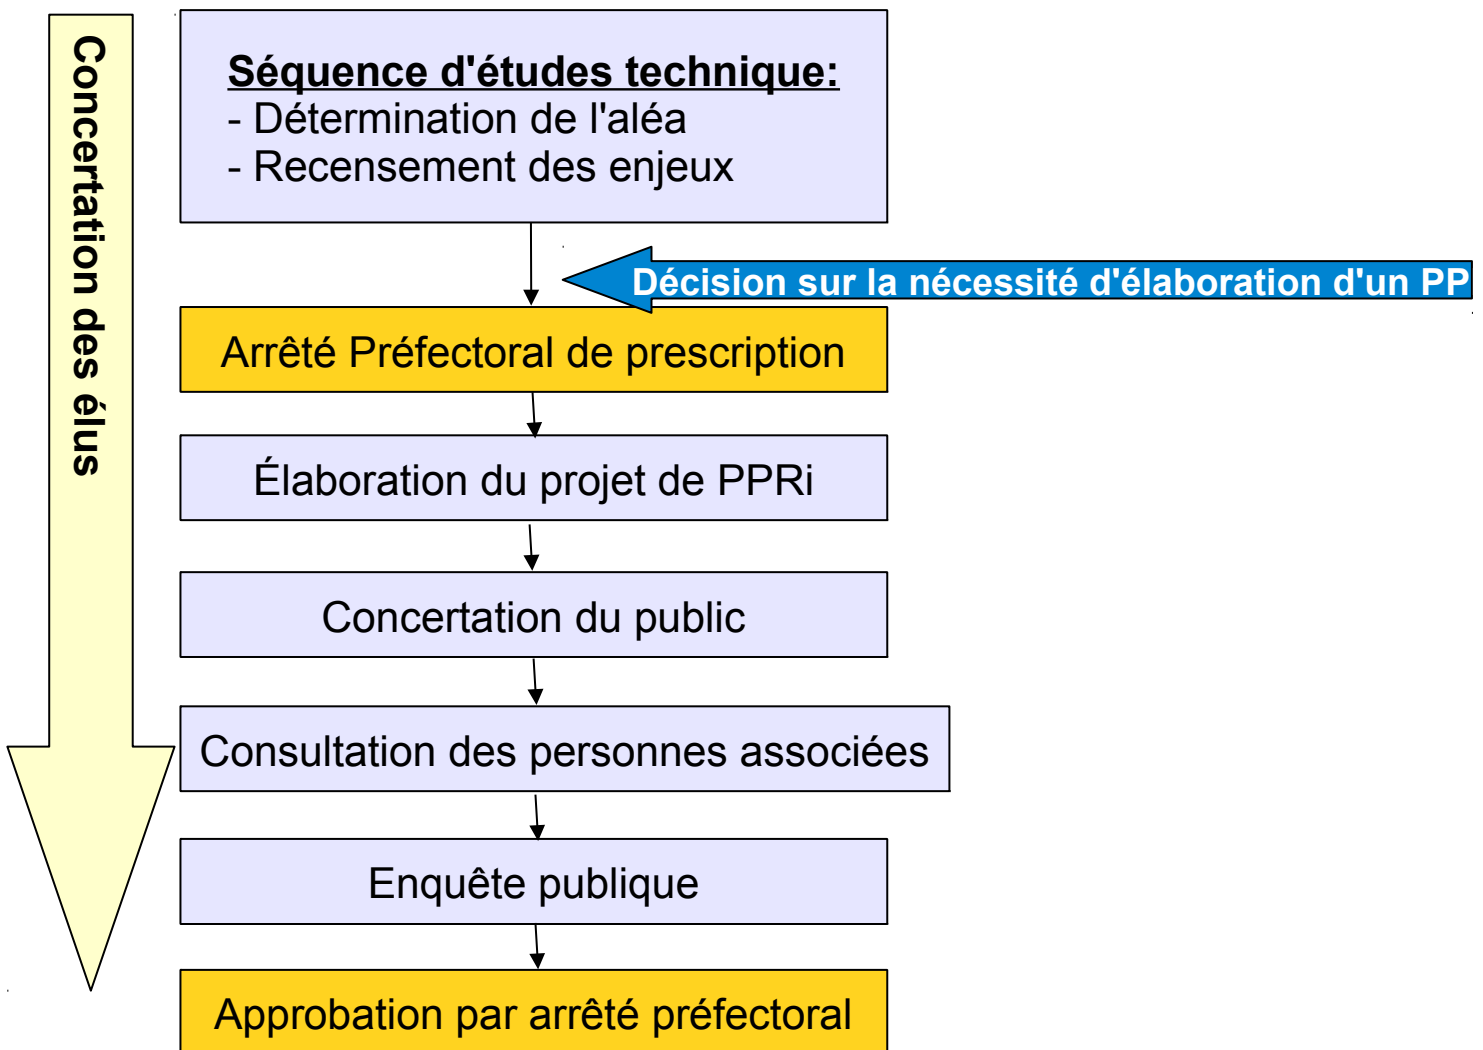 Concertation des élus
Séquence d'études technique:
- Détermination de l'aléa
- Recensement des enjeux
Décision sur la nécessité d'élaboration d'un PP
Arrêté Préfectoral de prescription
Élaboration du projet de PPRi
Concertation du public
Consultation des personnes associées
Enquête publique
Approbation par arrêté préfectoral